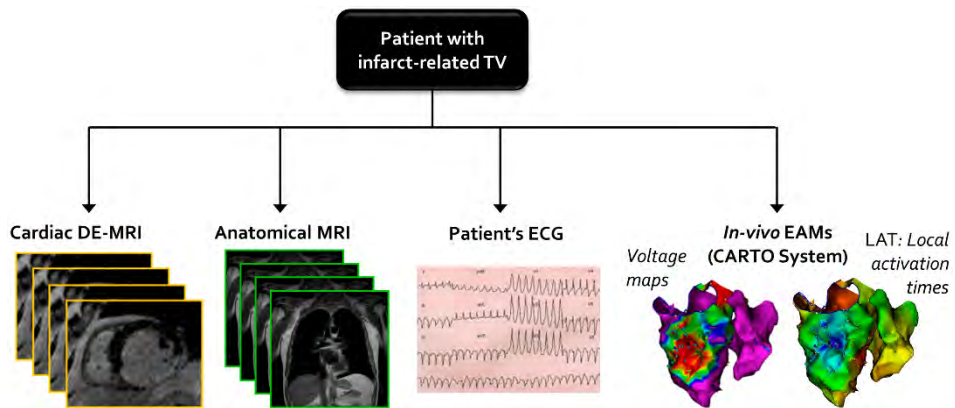 Patient with
infarct-related TV
Cardiac DE-MRI
Anatomical MRI
Patient's ECG
In-vivo EAMs
(CARTO System)
Voltage
maps
LAT: Local
activation
times